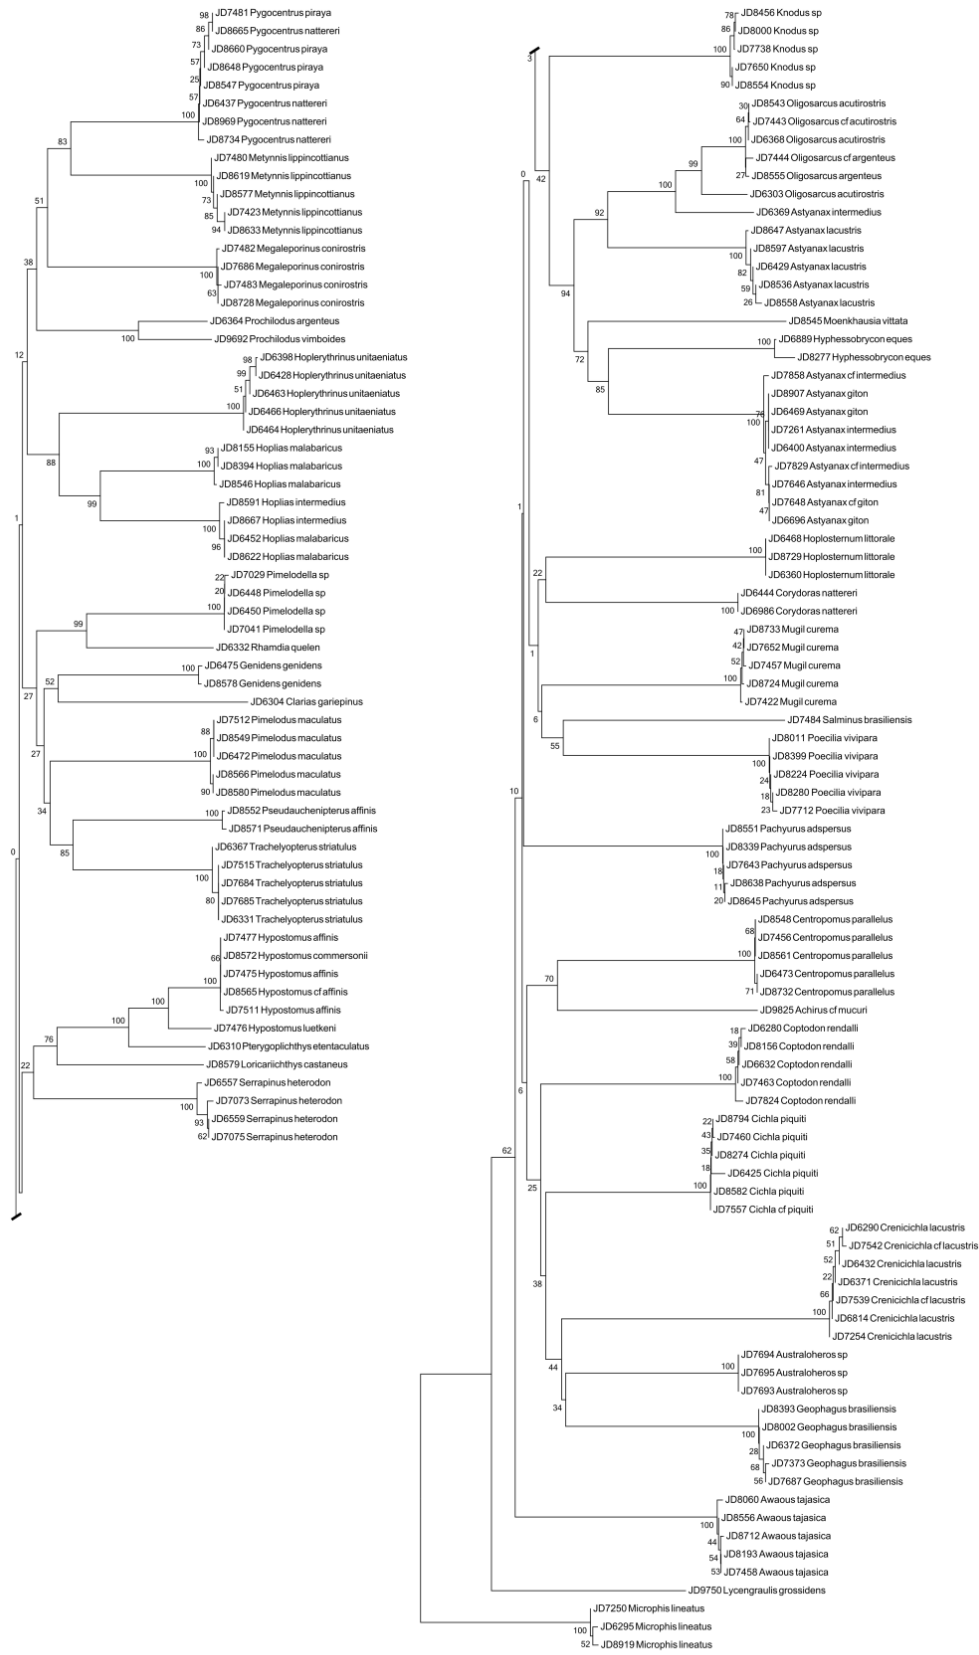 JD7481 Pygocentrus piraya
98
JD8665 Pygocentrus nattereri
86
JD8660 Pygocentrus piraya
73
JD8648 Pygocentrus piraya
57
JD8547 Pygocentrus piraya
25
JD6437 Pygocentrus nattereri
57
JD8969 Pygocentrus nattereri
100
JD8734 Pygocentrus nattereri
83
JD7480 Metynnis lippincottianus
JD8619 Metynnis lippincottianus
100
JD8577 Metynnis lippincottianus
73
JD7423 Metynnis lippincottianus
85
JD8633 Metynnis lippincottianus
94
51
JD7482 Megaleporinus conirostris
JD7686 Megaleporinus conirostris
100
JD7483 Megaleporinus conirostris
63
JD8728 Megaleporinus conirostris
38
JD6364 Prochilodus argenteus
100
JD9692 Prochilodus vimboides
12
JD6398 Hoplerythrinus unitaeniatus
98
JD6428 Hoplerythrinus unitaeniatus
99
JD6463 Hoplerythrinus unitaeniatus
51
JD6466 Hoplerythrinus unitaeniatus
100
JD6464 Hoplerythrinus unitaeniatus
88
JD8155 Hoplias malabaricus
93
JD8394 Hoplias malabaricus
100
JD8546 Hoplias malabaricus
99
JD8591 Hoplias intermedius
JD8667 Hoplias intermedius
100
JD6452 Hoplias malabaricus
96
JD8622 Hoplias malabaricus
1
JD7029 Pimelodella sp
22
JD6448 Pimelodella sp
20
JD6450 Pimelodella sp
100
JD7041 Pimelodella sp
99
JD6332 Rhamdia quelen
27
JD6475 Genidens genidens
100
JD8578 Genidens genidens
52
JD6304 Clarias gariepinus
27
JD7512 Pimelodus maculatus
88
JD8549 Pimelodus maculatus
JD6472 Pimelodus maculatus
100
JD8566 Pimelodus maculatus
JD8580 Pimelodus maculatus
90
34
JD8552 Pseudauchenipterus affinis
100
JD8571 Pseudauchenipterus affinis
85
JD6367 Trachelyopterus striatulus
JD7515 Trachelyopterus striatulus
100
JD7684 Trachelyopterus striatulus
JD7685 Trachelyopterus striatulus
80
JD6331 Trachelyopterus striatulus
0
JD7477 Hypostomus affinis
JD8572 Hypostomus commersonii
66
JD7475 Hypostomus affinis
JD8565 Hypostomus cf affinis
100
JD7511 Hypostomus affinis
100
JD7476 Hypostomus luetkeni
100
JD6310 Pterygoplichthys etentaculatus
76
JD8579 Loricariichthys castaneus
22
JD6557 Serrapinus heterodon
JD7073 Serrapinus heterodon
100
JD6559 Serrapinus heterodon
93
JD7075 Serrapinus heterodon
62
3
JD8456 Knodus sp
78
JD8000 Knodus sp
86
JD7738 Knodus sp
100
JD7650 Knodus sp
JD8554 Knodus sp
90
0
42
JD8543 Oligosarcus acutirostris
30
JD7443 Oligosarcus cf acutirostris
64
JD6368 Oligosarcus acutirostris
100
JD7444 Oligosarcus cf argenteus
JD8555 Oligosarcus argenteus
27
99
JD6303 Oligosarcus acutirostris
100
JD6369 Astyanax intermedius
92
JD8647 Astyanax lacustris
JD8597 Astyanax lacustris
100
JD6429 Astyanax lacustris
82
JD8536 Astyanax lacustris
59
JD8558 Astyanax lacustris
26
94
JD8545 Moenkhausia vittata
72
JD6889 Hyphessobrycon eques
100
JD8277 Hyphessobrycon eques
85
JD7858 Astyanax cf intermedius
JD8907 Astyanax giton
JD6469 Astyanax giton
76
100
JD7261 Astyanax intermedius
JD6400 Astyanax intermedius
47
JD7829 Astyanax cf intermedius
JD7646 Astyanax intermedius
81
JD7648 Astyanax cf giton
47
JD6696 Astyanax giton
1
JD6468 Hoplosternum littorale
100
JD8729 Hoplosternum littorale
JD6360 Hoplosternum littorale
22
JD6444 Corydoras nattereri
100
JD6986 Corydoras nattereri
1
JD8733 Mugil curema
47
JD7652 Mugil curema
42
JD7457 Mugil curema
52
JD8724 Mugil curema
100
JD7422 Mugil curema
6
JD7484 Salminus brasiliensis
55
JD8011 Poecilia vivipara
JD8399 Poecilia vivipara
100
JD8224 Poecilia vivipara
24
JD8280 Poecilia vivipara
18
JD7712 Poecilia vivipara
23
10
JD8551 Pachyurus adspersus
JD8339 Pachyurus adspersus
100
JD7643 Pachyurus adspersus
18
JD8638 Pachyurus adspersus
11
JD8645 Pachyurus adspersus
20
JD8548 Centropomus parallelus
68
JD7456 Centropomus parallelus
JD8561 Centropomus parallelus
100
JD6473 Centropomus parallelus
JD8732 Centropomus parallelus
71
70
JD9825 Achirus cf mucuri
6
JD6280 Coptodon rendalli
18
JD8156 Coptodon rendalli
39
JD6632 Coptodon rendalli
58
JD7463 Coptodon rendalli
100
JD7824 Coptodon rendalli
25
JD8794 Cichla piquiti
22
JD7460 Cichla piquiti
43
JD8274 Cichla piquiti
35
JD6425 Cichla piquiti
18
JD8582 Cichla piquiti
100
JD7557 Cichla cf piquiti
62
38
JD6290 Crenicichla lacustris
62
JD7542 Crenicichla cf lacustris
51
JD6432 Crenicichla lacustris
52
JD6371 Crenicichla lacustris
22
JD7539 Crenicichla cf lacustris
66
JD6814 Crenicichla lacustris
100
JD7254 Crenicichla lacustris
44
JD7694 Australoheros sp
100
JD7695 Australoheros sp
JD7693 Australoheros sp
34
JD8393 Geophagus brasiliensis
JD8002 Geophagus brasiliensis
100
JD6372 Geophagus brasiliensis
28
JD7373 Geophagus brasiliensis
68
JD7687 Geophagus brasiliensis
56
JD8060 Awaous tajasica
JD8556 Awaous tajasica
100
JD8712 Awaous tajasica
44
JD8193 Awaous tajasica
54
JD7458 Awaous tajasica
53
JD9750 Lycengraulis grossidens
JD7250 Microphis lineatus
JD6295 Microphis lineatus
100
JD8919 Microphis lineatus
52